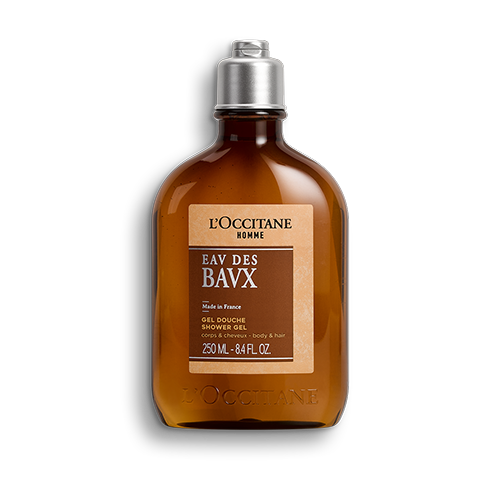 L'OCCITANE
HOMME
EAV DES
BAVX
Made in France
GEL DOUCHE
SHOWER GEL
corps & cheveux - body & hair
250 ML - 8.4 FL. OZ.
L'OCCITANE